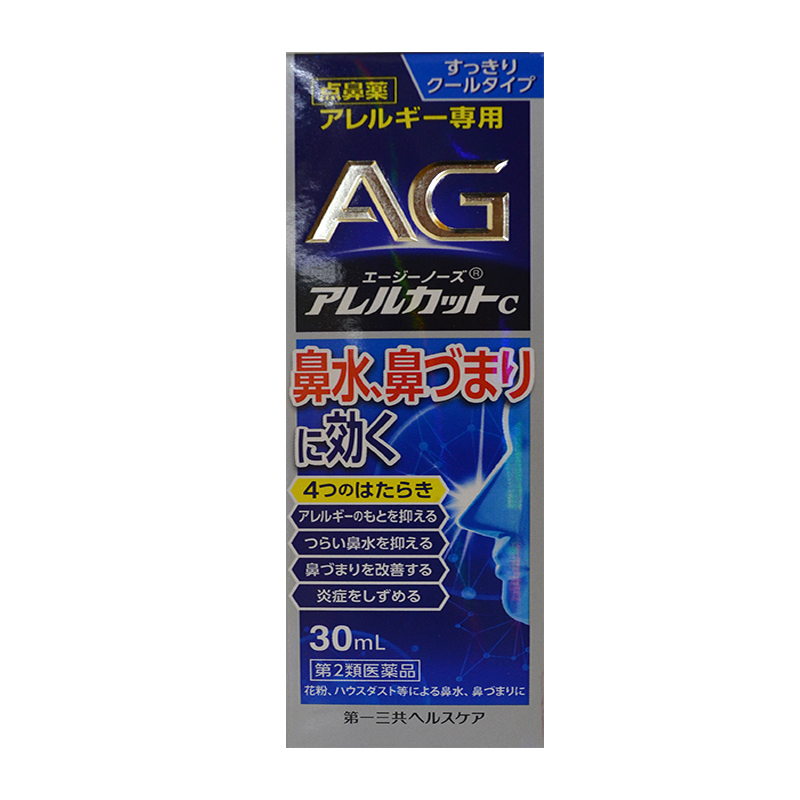 すっきり
クールタイプ
点鼻薬
アレルギー専用
AG
エージーノーズ®
アレルカットC
鼻水、鼻づまり
に効く
4つのはたらき
アレルギーのもとを抑える
つらい鼻水を抑える
鼻づまりを改善する
炎症をしずめる
30mL
第2類医薬品
花粉、ハウスダスト等による鼻水、鼻づまりに
第一三共ヘルスケア